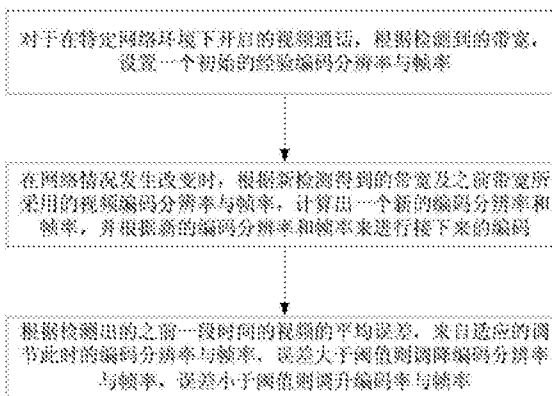 对于在特定网络环境下开启的视频通话，根据检测到的带宽，
设置一个初始的经验编码分辨率与帧率
在网络情况发生改变时，根据新检测得到的带宽及之前带宽所
采用的视频编码分辨率与帧率，计算出一个新的编码分辨率和
帧率，并根据新的编码分辨率和帧率来进行接下来的编码
根据检测出的之前一段时间的视频的平均误差，来自适应的调
节此时的编码分辨率与帧率，误差大于阀值则调降编码分辨率
与帧率，误差小于阀值则调升编码率与帧率